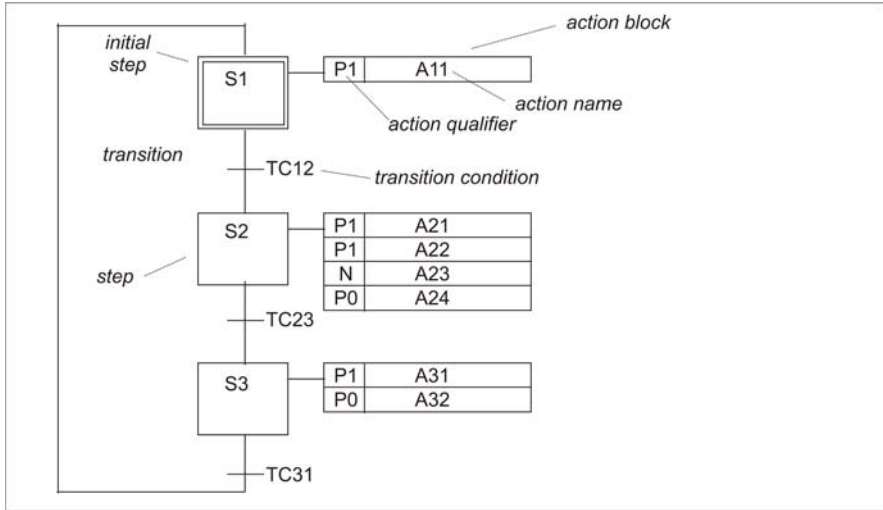 action block
initial
step
S1
P1 A11
action name
action qualifier
transition
TC12
transition condition
S2
P1 A21
P1 A22
N A23
P0 A24
step
TC23
S3
P1 A31
P0 A32
TC31